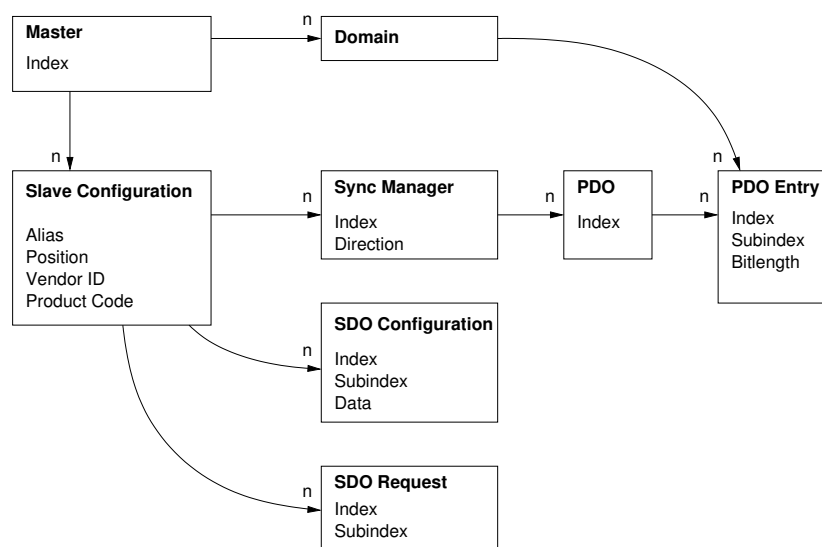 Master
Index
n
Domain
n
Slave Configuration
Alias
Position
Vendor ID
Product Code
n
Sync Manager
Index
Direction
n
PDO
Index
n
n
PDO Entry
Index
Subindex
Bitlength
n
SDO Configuration
Index
Subindex
Data
n
SDO Request
Index
Subindex